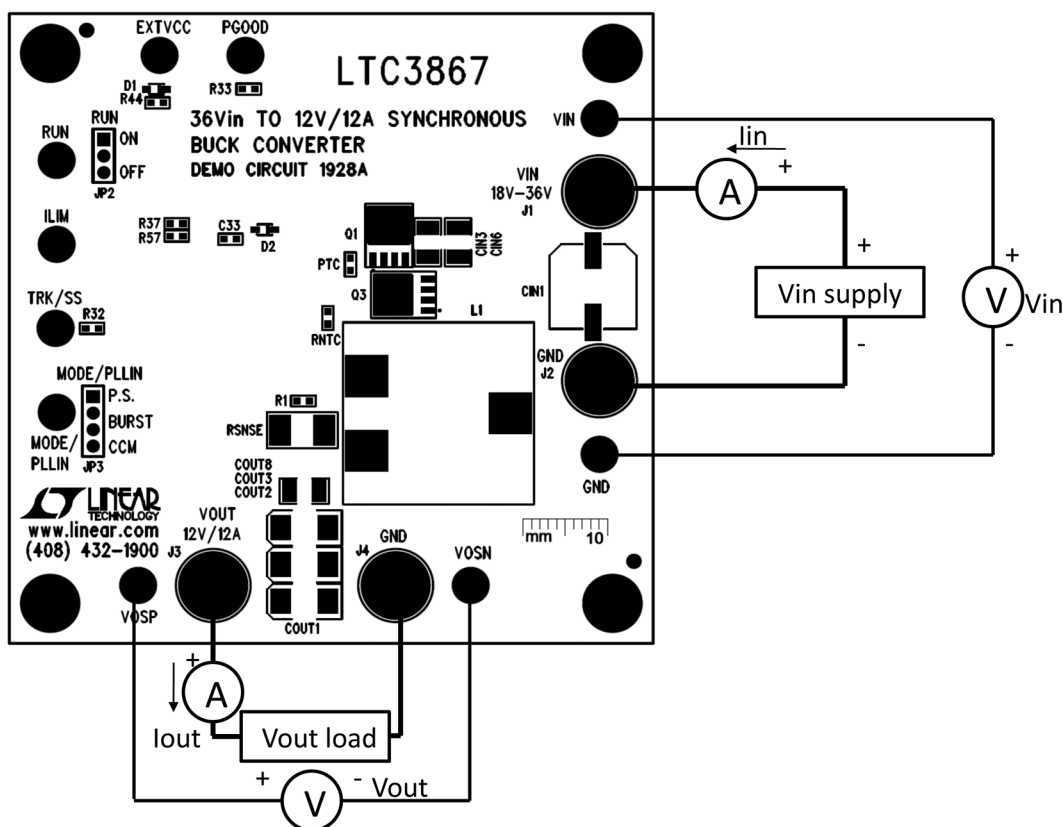 EXTVCC
PGOOD
LTC3867
D1
R44
R33
36Vin TO 12V/12A SYNCHRONOUS
BUCK CONVERTER
DEMO CIRCUIT 1928A
RUN
RUN
ON
OFF
JP2
VIN
VIN
18V-36V
J1
Iin
+
A
ILIM
R37
R57
C33
D2
Q1
CIN3
CIN6
PTC
Q3
L1
CIN1
+
Vin supply
-
+
V
Vin
-
TRK/SS
R32
RNTC
GND
J2
MODE/PLLIN
P.S.
BURST
CCM
MODE/
PLLIN
JP3
R1
RSNSE
COUT8
COUT3
COUT2
GND
LINEAR
TECHNOLOGY
www.linear.com
(408) 432-1900
VOUT
12V/12A
J3
J4
GND
VOSN
mm
10
VOSP
COUT1
+
A
Iout
Vout load
+
V
-
Vout